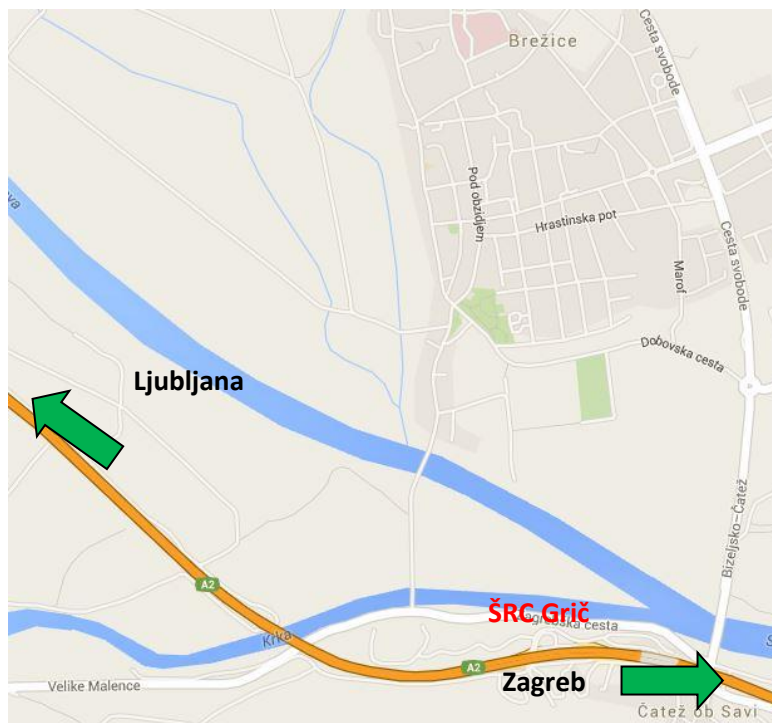 Brežice
Cesta svobode
Pod obzidjem
Hrastinska pot
Cesta svobode
Marof
Dobovska cesta
Ljubljana
Bizeljsko–Čatež
A2
ŠRC Grič
Krka
A2
Zagreb
Velike Malence
Čatež ob Savi